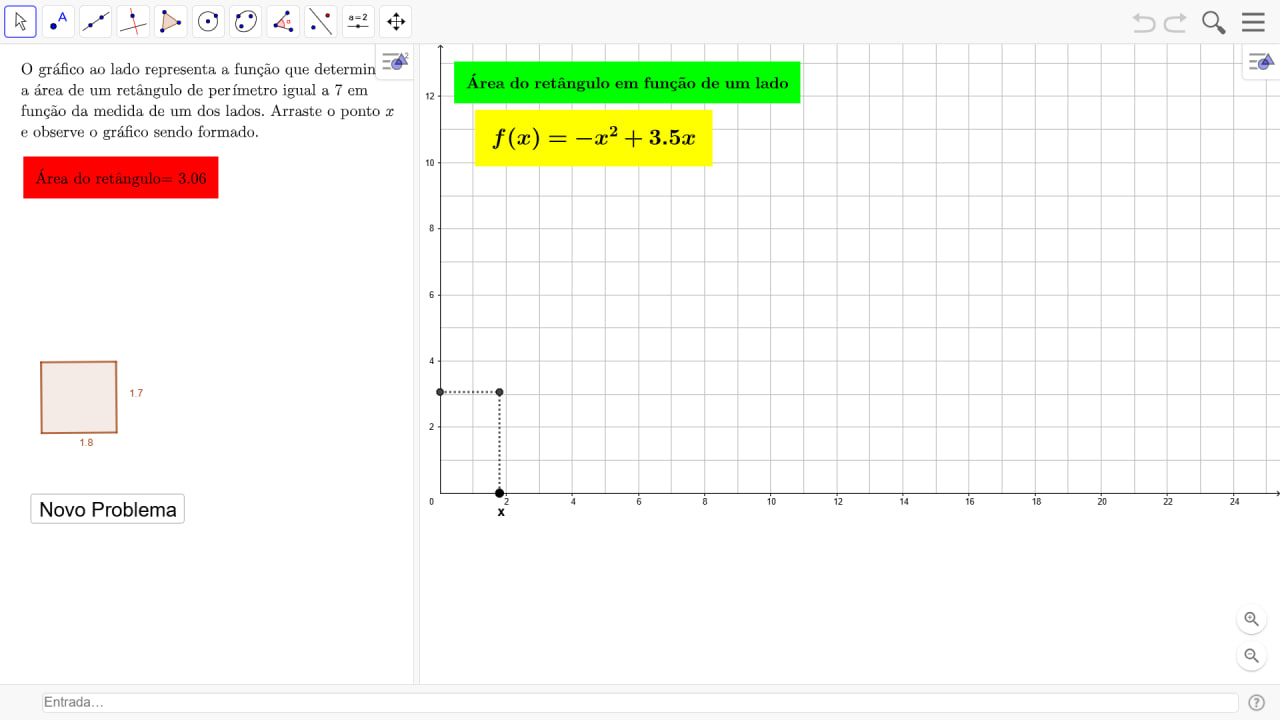 A
a=2
O gráfico ao lado representa a função que determin
a área de um retângulo de perímetro igual a 7 em
função da medida de um dos lados. Arraste o ponto x
e observe o gráfico sendo formado.
Área do retângulo= 3.06
1.7
1.8
Novo Problema
Área do retângulo em função de um lado
f(x) = −x² + 3.5x
12
10
8
6
4
2
0
2
4
6
8
10
12
14
16
18
20
22
24
x
Entrada…